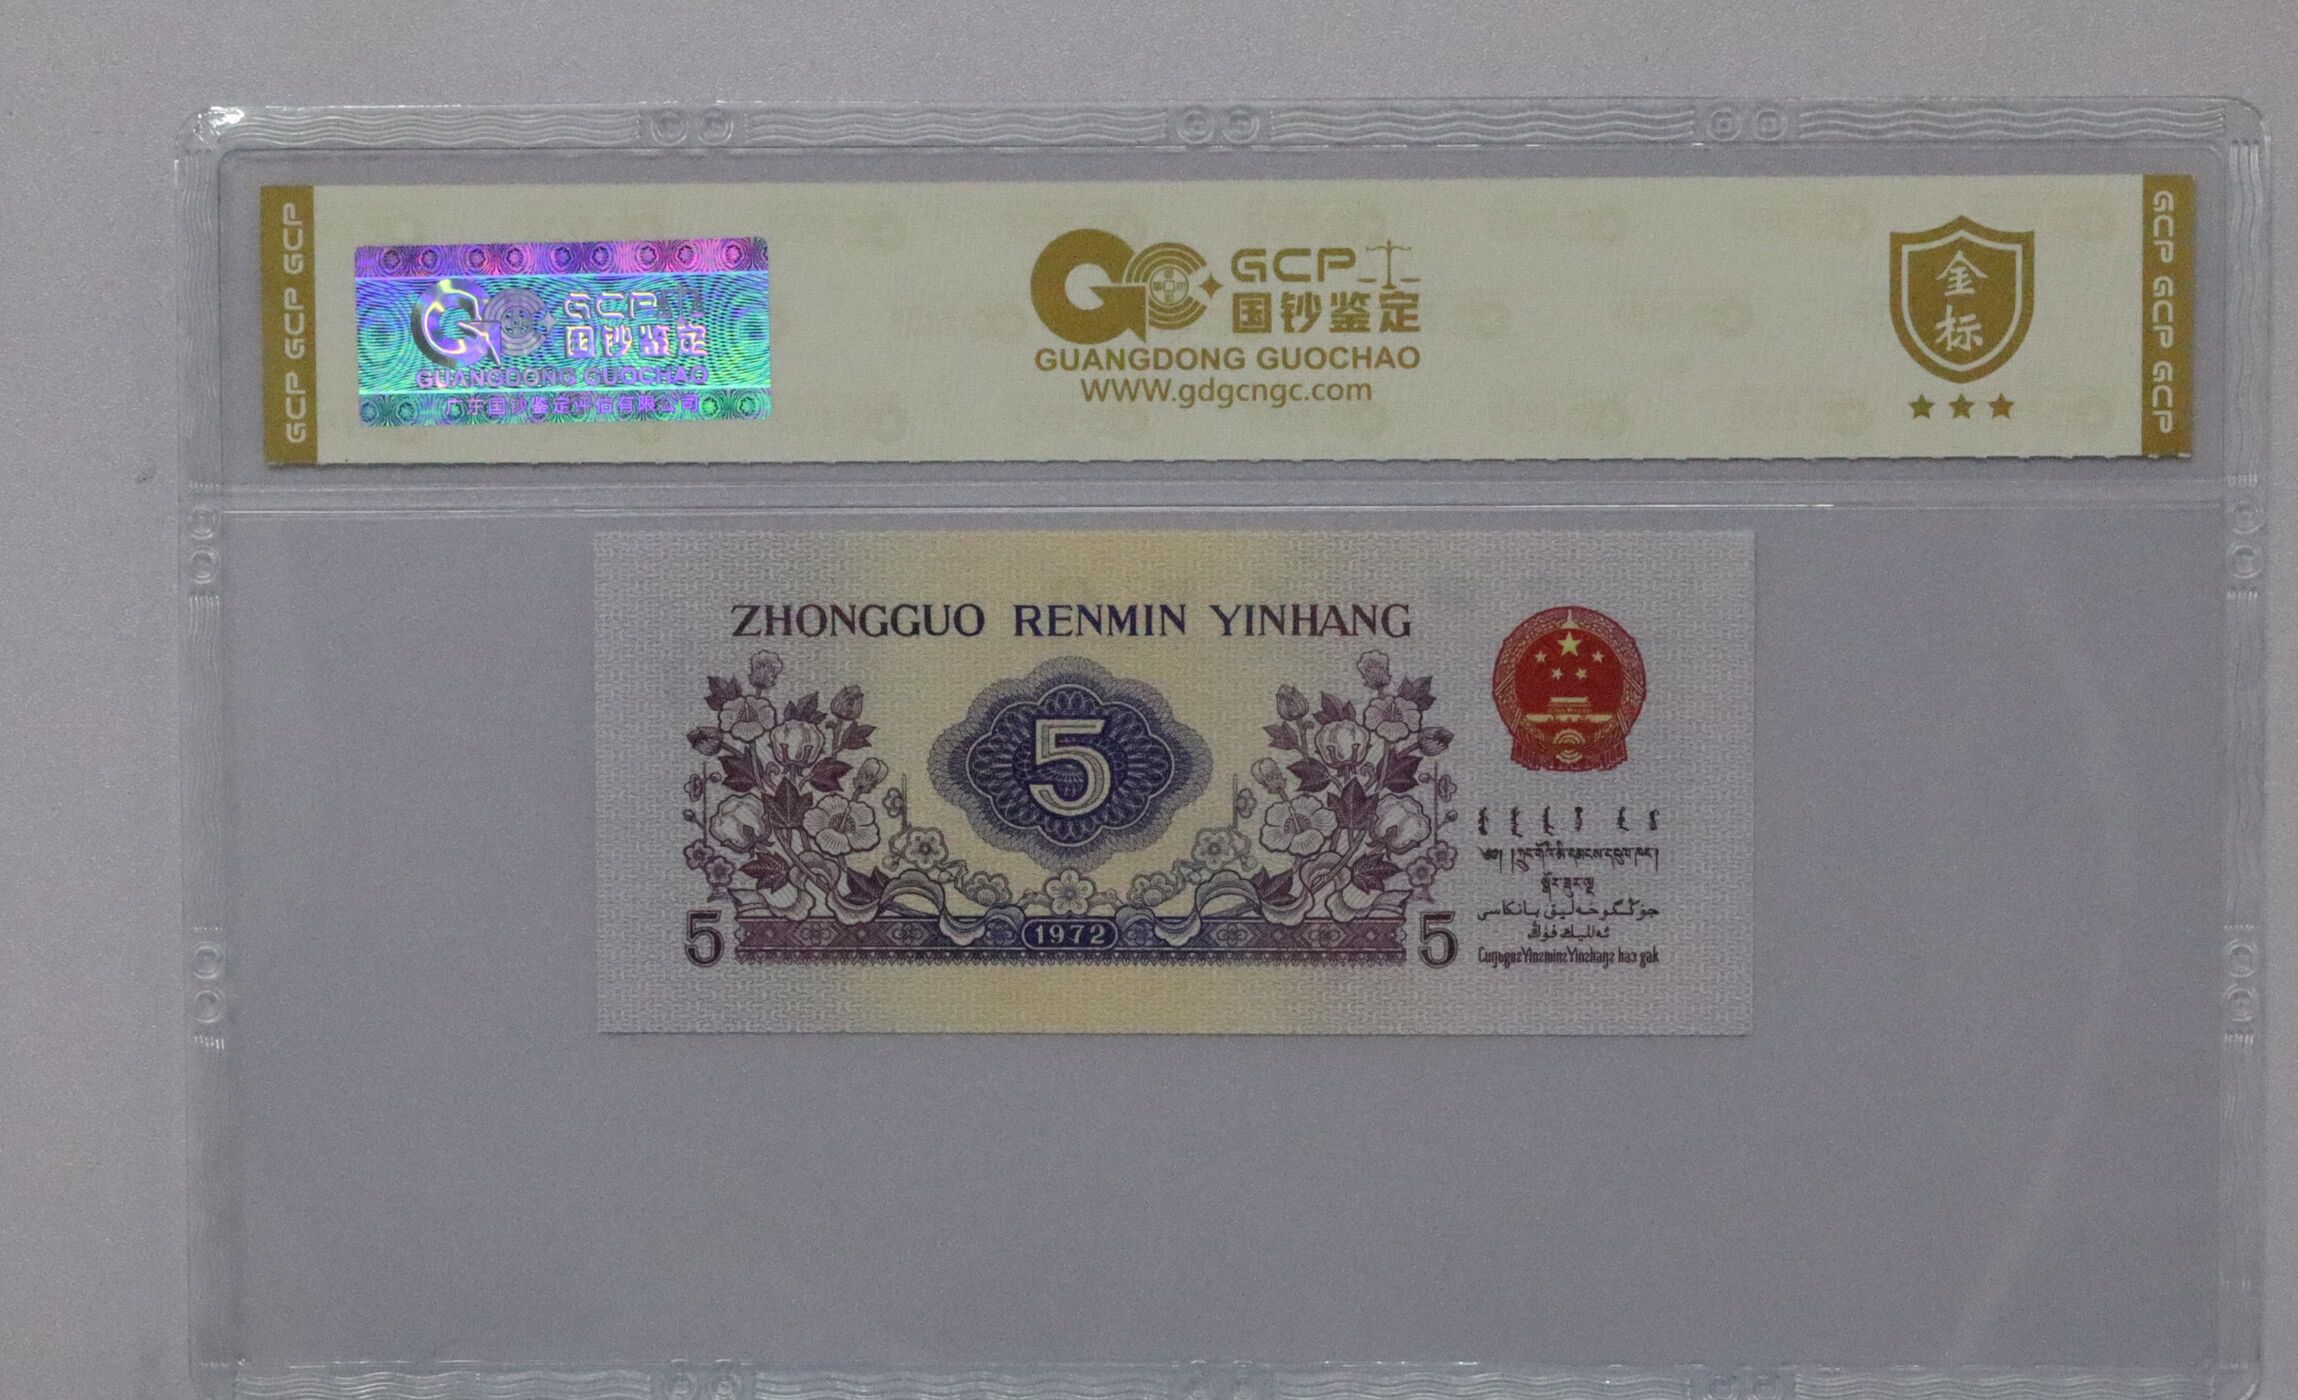 GCP GCP GCP
GCP
国钞鉴定
GUANGDONG GUOCHAO
广东国钞鉴定评估有限公司
GCP
国钞鉴定
GUANGDONG GUOCHAO
WWW.gdgcngc.com
金标
GCP GCP GCP
ZHONGGUO RENMIN YINHANG
5
5
1972
5